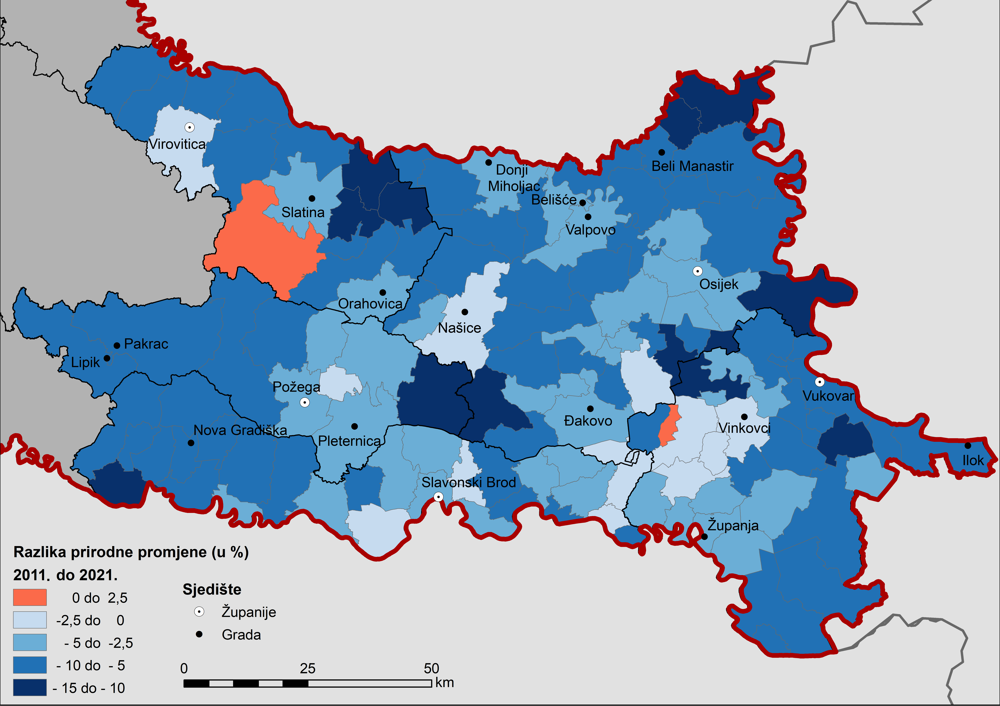 Virovitica
Donji
Miholjac
Beli Manastir
Belišće
Slatina
Valpovo
Osijek
Orahovica
Našice
Pakrac
Lipik
Požega
Vukovar
Đakovo
Vinkovci
Nova Gradiška
Pleternica
Ilok
Slavonski Brod
Županja
Razlika prirodne promjene (u %)
2011. do 2021.
0 do 2,5
-2,5 do 0
- 5 do -2,5
- 10 do - 5
- 15 do - 10
Sjedište
Županije
Grada
0 25 50
km